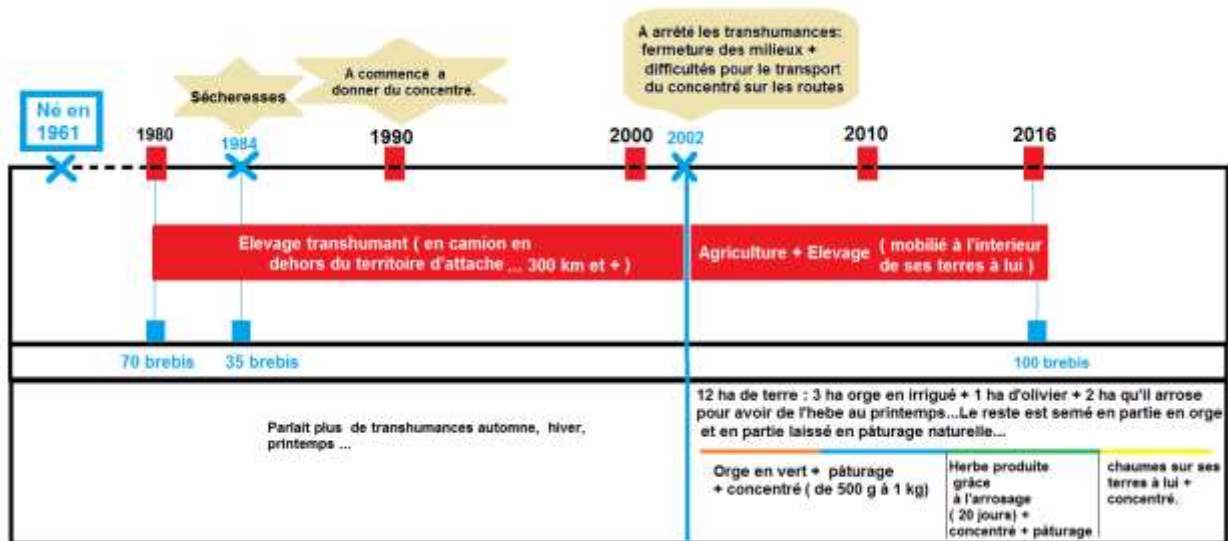 A arrêté les transhumances:
fermeture des milieux +
difficultés pour le transport
du concentré sur les routes
A commencé a
donner du concentré.
Sécheresses
Né en
1961
1980
1984
1990
2000
2002
2010
2016
Elevage transhumant ( en camion en
dehors du territoire d'attache ... 300 km et + )
Agriculture + Elevage ( mobilié à l'interieur
de ses terres à lui )
70 brebis
35 brebis
100 brebis
Parlait plus de transhumances automne, hiver,
printemps ...
12 ha de terre : 3 ha orge en irrigué + 1 ha d'olivier + 2 ha qu'il arrose
pour avoir de l'hebe au printemps...Le reste est semé en partie en orge
et en partie laissé en pâturage naturelle...
Orge en vert + pâturage
+ concentré ( de 500 g à 1 kg)
Herbe produite
grâce
à l'arrosage
( 20 jours) +
concentré + pâturage
chaumes sur ses
terres à lui +
concentré.